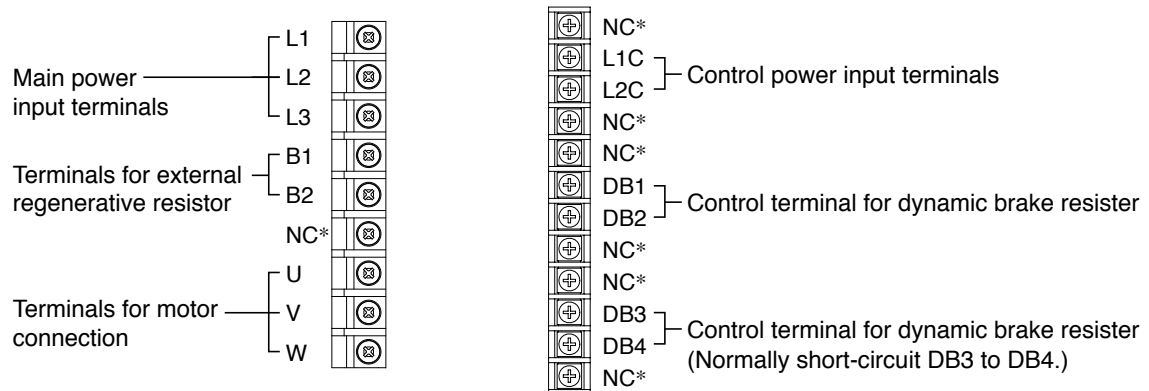 L1
L2
L3
Main power
input terminals
B1
B2
Terminals for external
regenerative resistor
NC*
U
V
W
Terminals for motor
connection
NC*
L1C
L2C
Control power input terminals
NC*
NC*
DB1
DB2
Control terminal for dynamic brake resister
NC*
NC*
DB3
DB4
Control terminal for dynamic brake resister
(Normally short-circuit DB3 to DB4.)
NC*